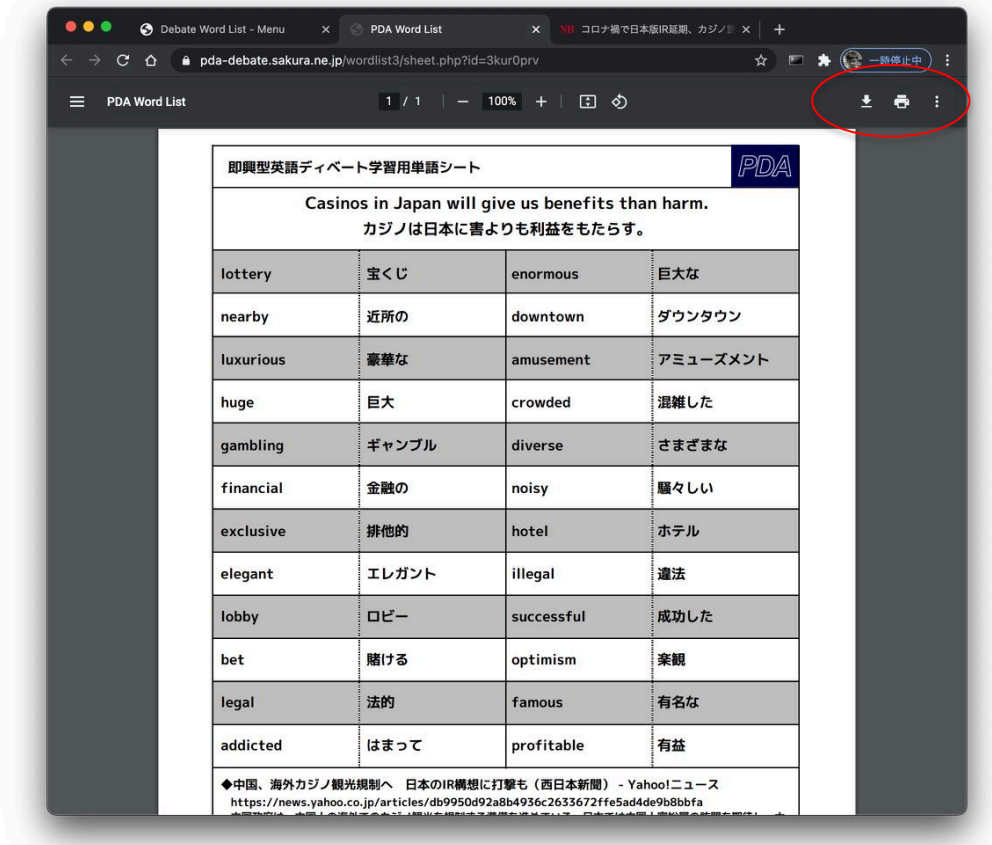 Debate Word List - Menu
PDA Word List
NB コロナ禍で日本版IR延期、カジノ
pda-debate.sakura.ne.jp/wordlist3/sheet.php?id=3kur0prv
一時停止中
PDA Word List
1 / 1
100%
即興型英語ディベート学習用単語シート
PDA
Casinos in Japan will give us benefits than harm.
カジノは日本に害よりも利益をもたらす。
lottery 宝くじ enormous 巨大な
nearby 近所の downtown ダウンタウン
luxurious 豪華な amusement アミューズメント
huge 巨大 crowded 混雑した
gambling ギャンブル diverse さまざまな
financial 金融の noisy 騒々しい
exclusive 排他的 hotel ホテル
elegant エレガント illegal 違法
lobby ロビー successful 成功した
bet 賭ける optimism 楽観
legal 法的 famous 有名な
addicted はまって profitable 有益
◆中国、海外カジノ観光規制へ 日本のIR構想に打撃も（西日本新聞） - Yahoo!ニュース
https://news.yahoo.co.jp/articles/db9950d92a8b4936c2633672ffe5ad4de9b8bbfa